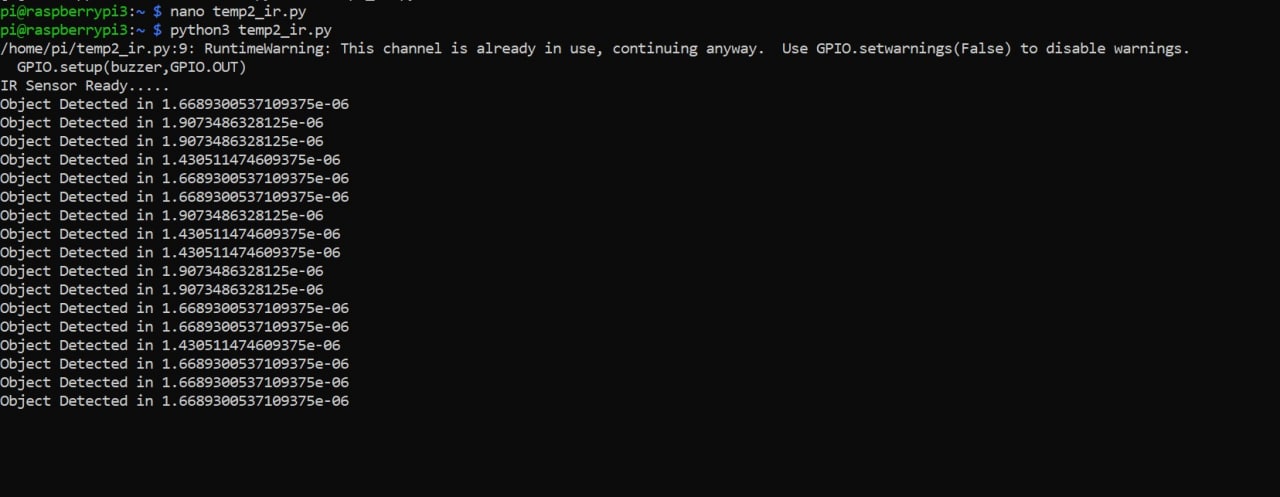 pi@raspberrypi3:~ $ nano temp2_ir.py
pi@raspberrypi3:~ $ python3 temp2_ir.py
/home/pi/temp2_ir.py:9: RuntimeWarning: This channel is already in use, continuing anyway.  Use GPIO.setwarnings(False) to disable warnings.
  GPIO.setup(buzzer,GPIO.OUT)
IR Sensor Ready.....
Object Detected in 1.6689300537109375e-06
Object Detected in 1.9073486328125e-06
Object Detected in 1.9073486328125e-06
Object Detected in 1.430511474609375e-06
Object Detected in 1.6689300537109375e-06
Object Detected in 1.6689300537109375e-06
Object Detected in 1.9073486328125e-06
Object Detected in 1.430511474609375e-06
Object Detected in 1.430511474609375e-06
Object Detected in 1.9073486328125e-06
Object Detected in 1.9073486328125e-06
Object Detected in 1.6689300537109375e-06
Object Detected in 1.6689300537109375e-06
Object Detected in 1.430511474609375e-06
Object Detected in 1.6689300537109375e-06
Object Detected in 1.6689300537109375e-06
Object Detected in 1.6689300537109375e-06